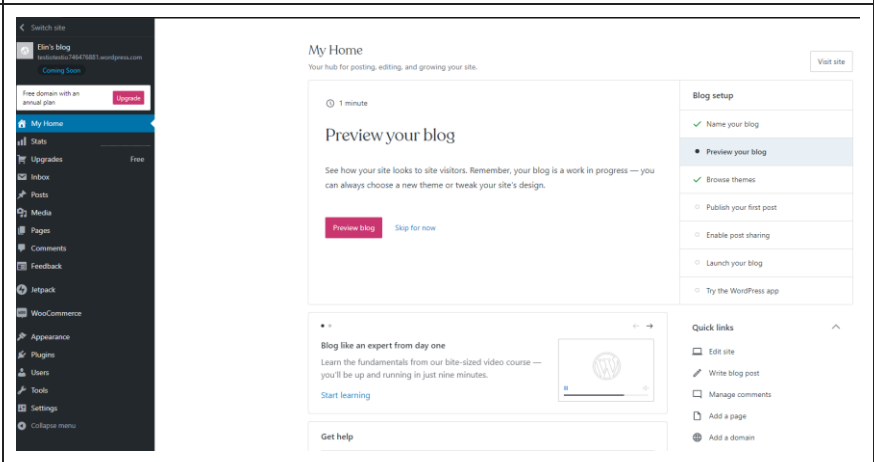 Switch site
Elin's blog
testiotestio746476881.wordpress.com
Coming Soon
Free domain with an
annual plan
Upgrade
My Home
Stats
Upgrades
Free
Inbox
Posts
Media
Pages
Comments
Feedback
Jetpack
WooCommerce
Appearance
Plugins
Users
Tools
Settings
Collapse menu
My Home
Your hub for posting, editing, and growing your site.
Visit site
1 minute
Preview your blog
See how your site looks to site visitors. Remember, your blog is a work in progress — you
can always choose a new theme or tweak your site's design.
Preview blog
Skip for now
Blog setup
Name your blog
Preview your blog
Browse themes
Publish your first post
Enable post sharing
Launch your blog
Try the WordPress app
Blog like an expert from day one
Learn the fundamentals from our bite-sized video course —
you'll be up and running in just nine minutes.
Start learning
Get help
Quick links
Edit site
Write blog post
Manage comments
Add a page
Add a domain